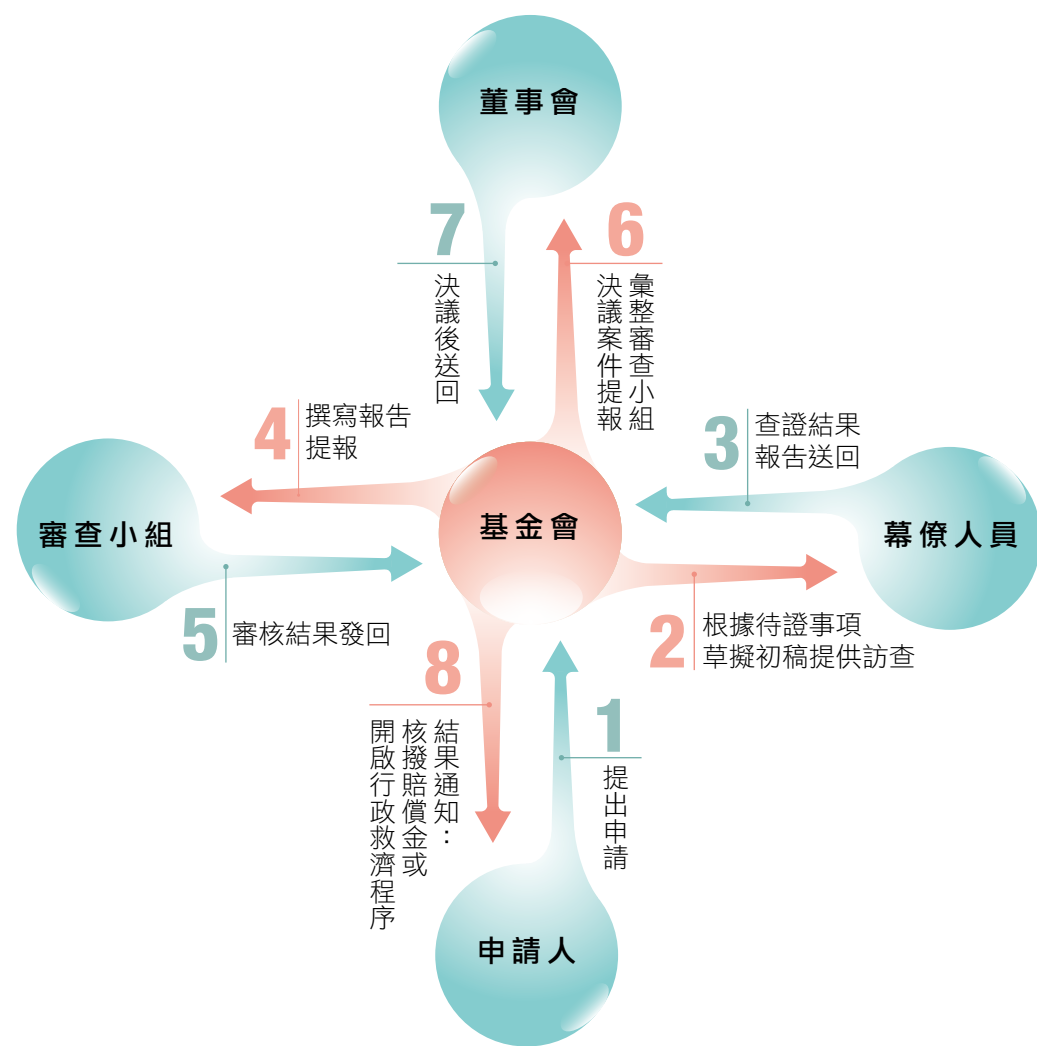 董事會
7
決議後送回
6
彙整審查小組
決議案件提報
4
撰寫報告
提報
3
查證結果
報告送回
審查小組
基金會
幕僚人員
5
審核結果發回
2
根據待證事項
草擬初稿提供訪查
8
結果通知：
核撥賠償金或
開啟行政救濟程序
1
提出申請
申請人